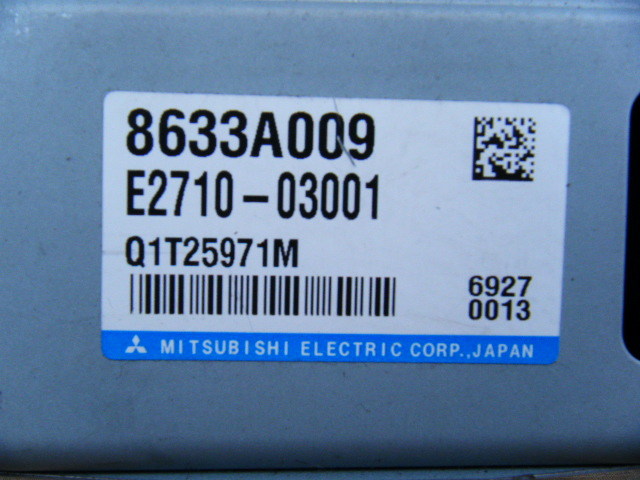 8633A009
E2710-03001
Q1T25971M
6927
0013
MITSUBISHI ELECTRIC CORP., JAPAN